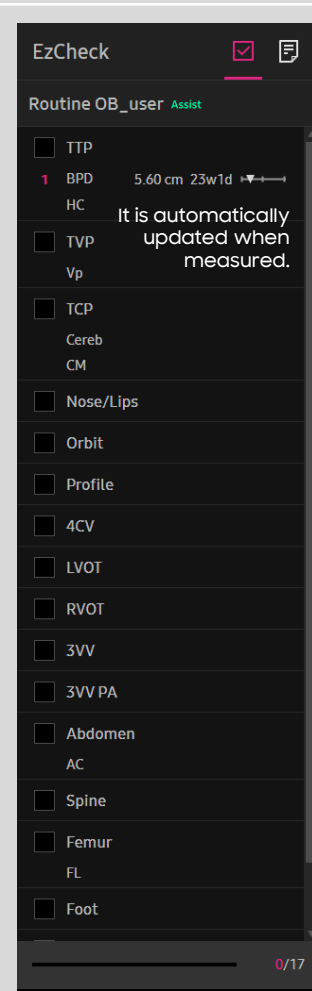 EzCheck
Routine OB_user Assist
TTP
1 BPD 5.60 cm 23w1d
HC
It is automatically
updated when
measured.
TVP
Vp
TCP
Cereb
CM
Nose/Lips
Orbit
Profile
4CV
LVOT
RVOT
3VV
3VV PA
Abdomen
AC
Spine
Femur
FL
Foot
0/17